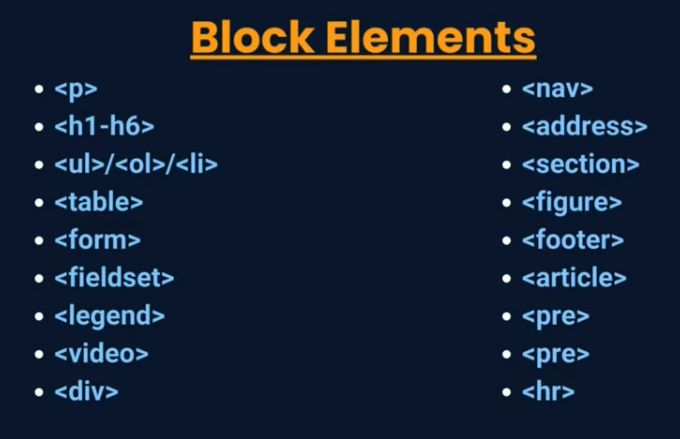 Block Elements
• <p>
• <h1-h6>
• <ul>/<ol>/<li>
• <table>
• <form>
• <fieldset>
• <legend>
• <video>
• <div>
• <nav>
• <address>
• <section>
• <figure>
• <footer>
• <article>
• <pre>
• <pre>
• <hr>